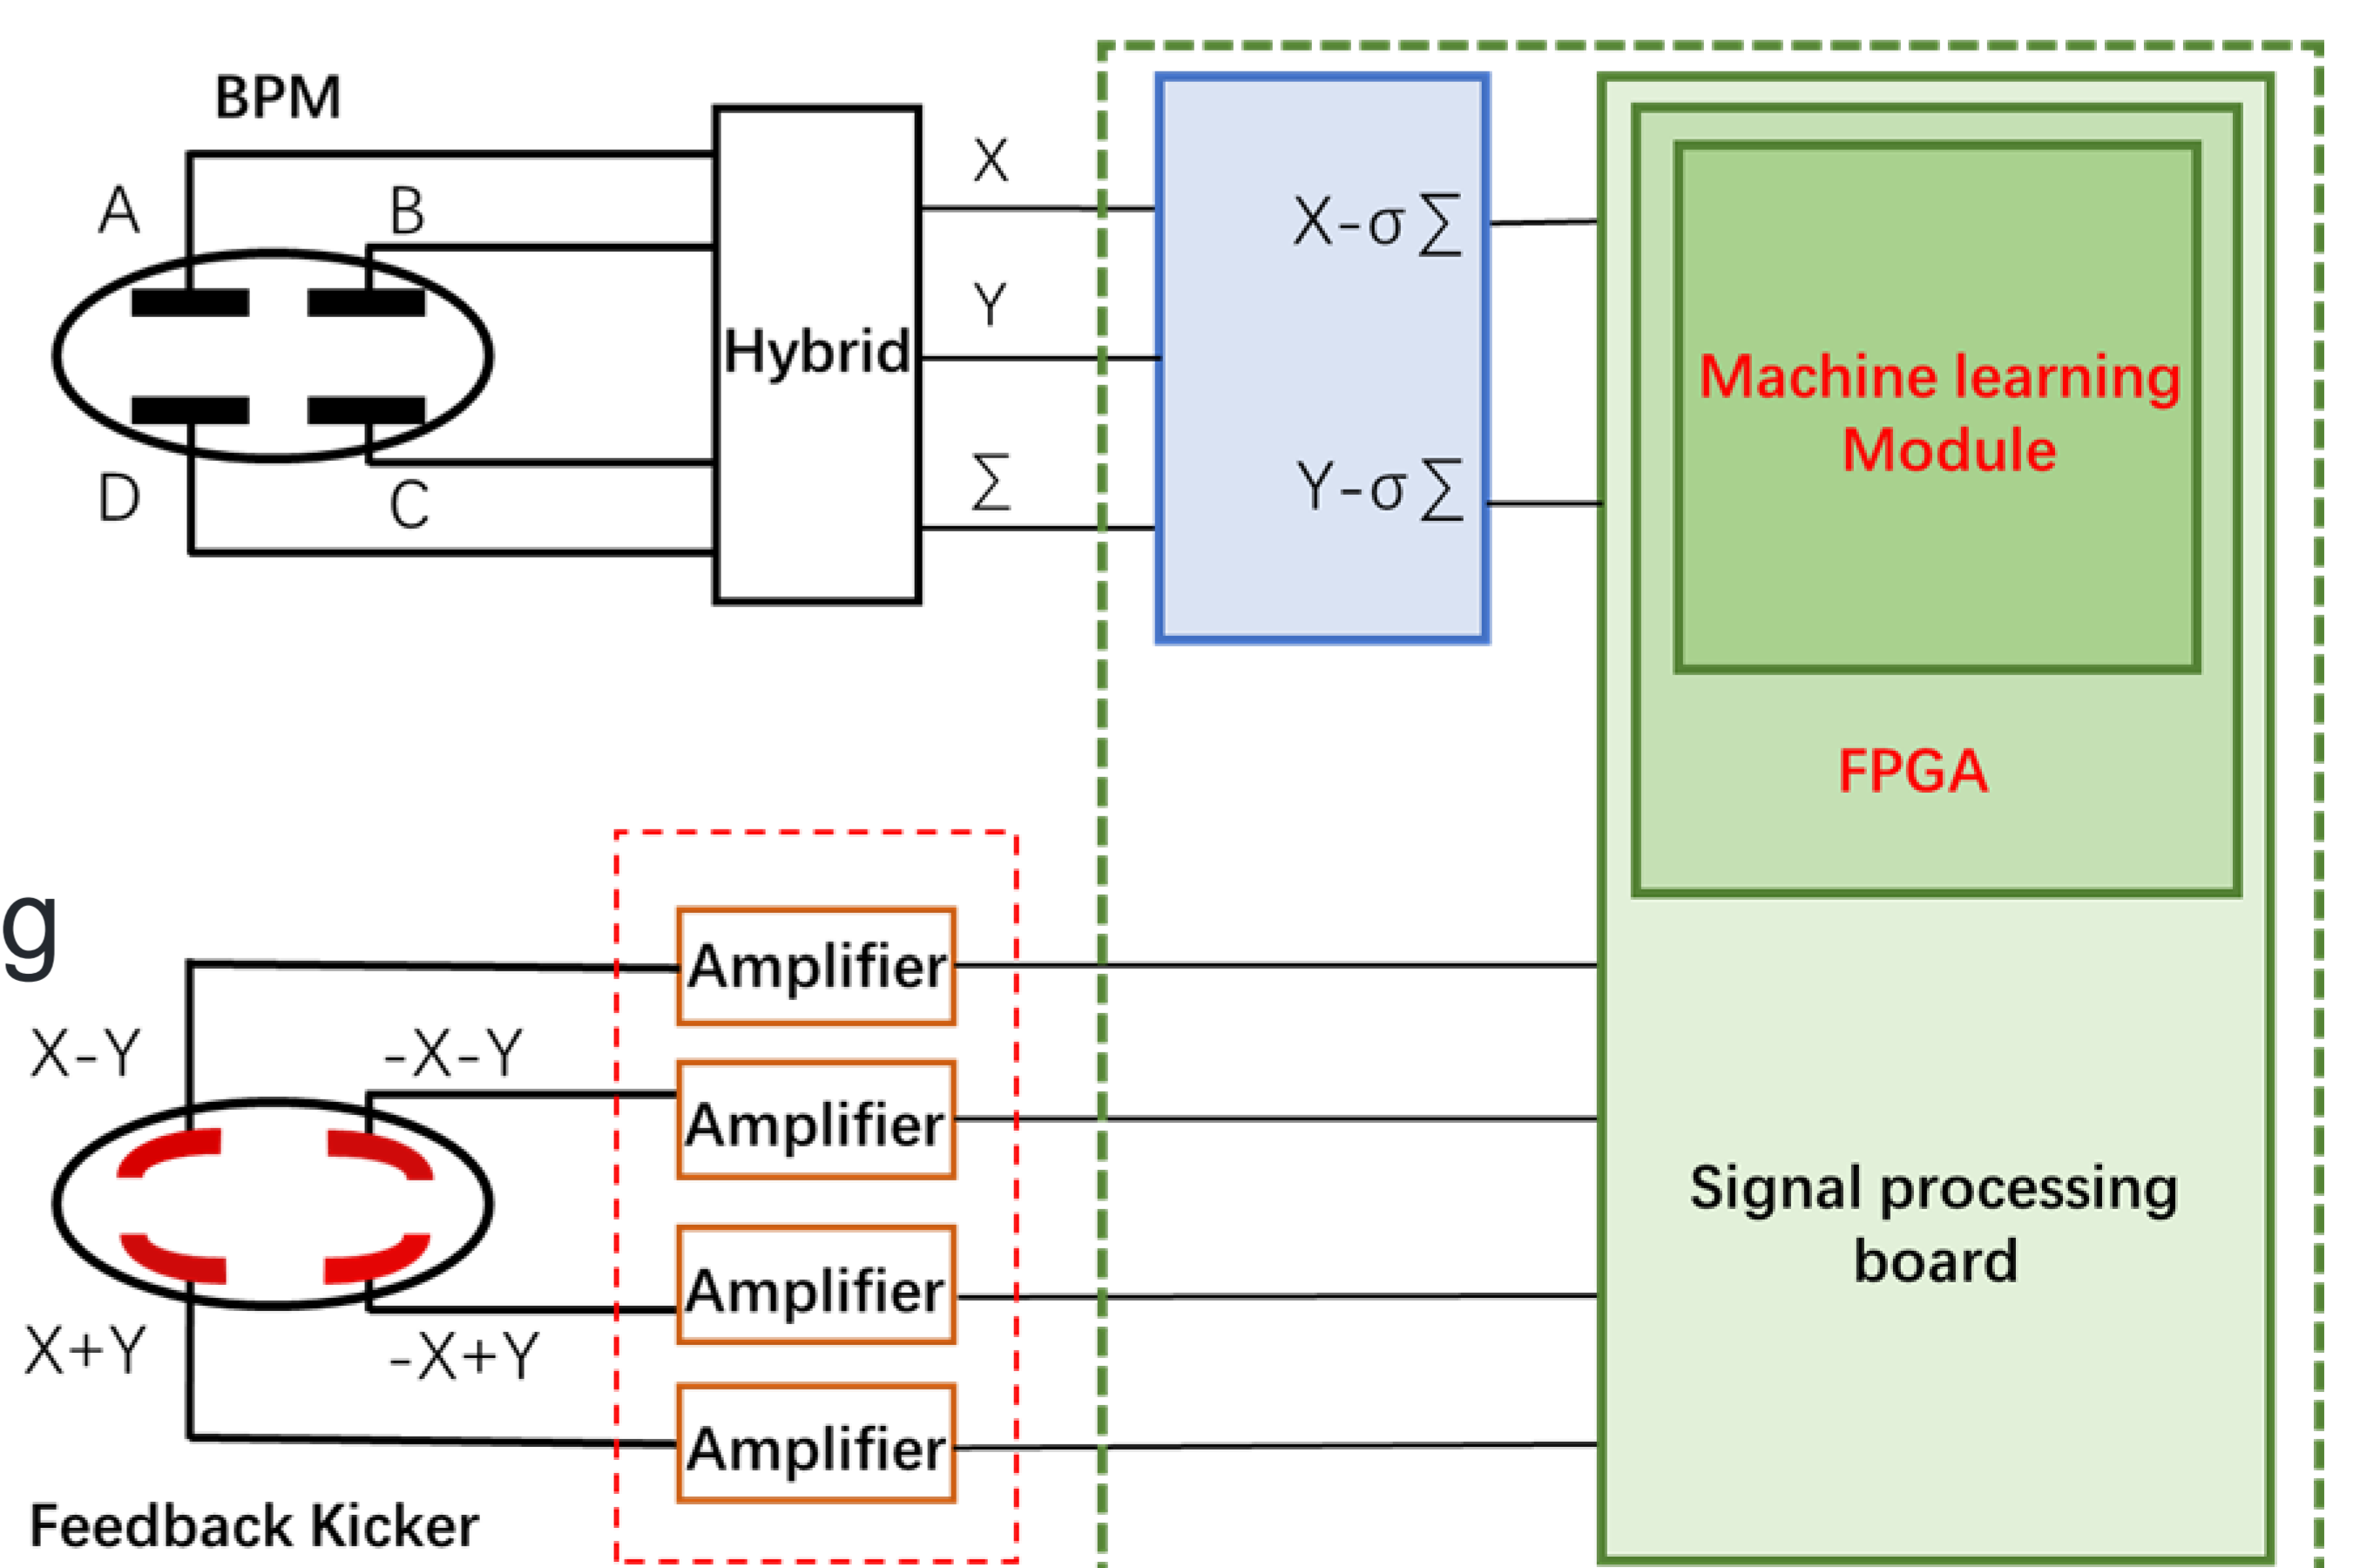 BPM
A
B
D
C
Hybrid
X
Y
∑
X-σ∑
Y-σ∑
Machine learning
Module
FPGA
g
X-Y
-X-Y
X+Y
-X+Y
Amplifier
Amplifier
Amplifier
Amplifier
Signal processing
board
Feedback Kicker